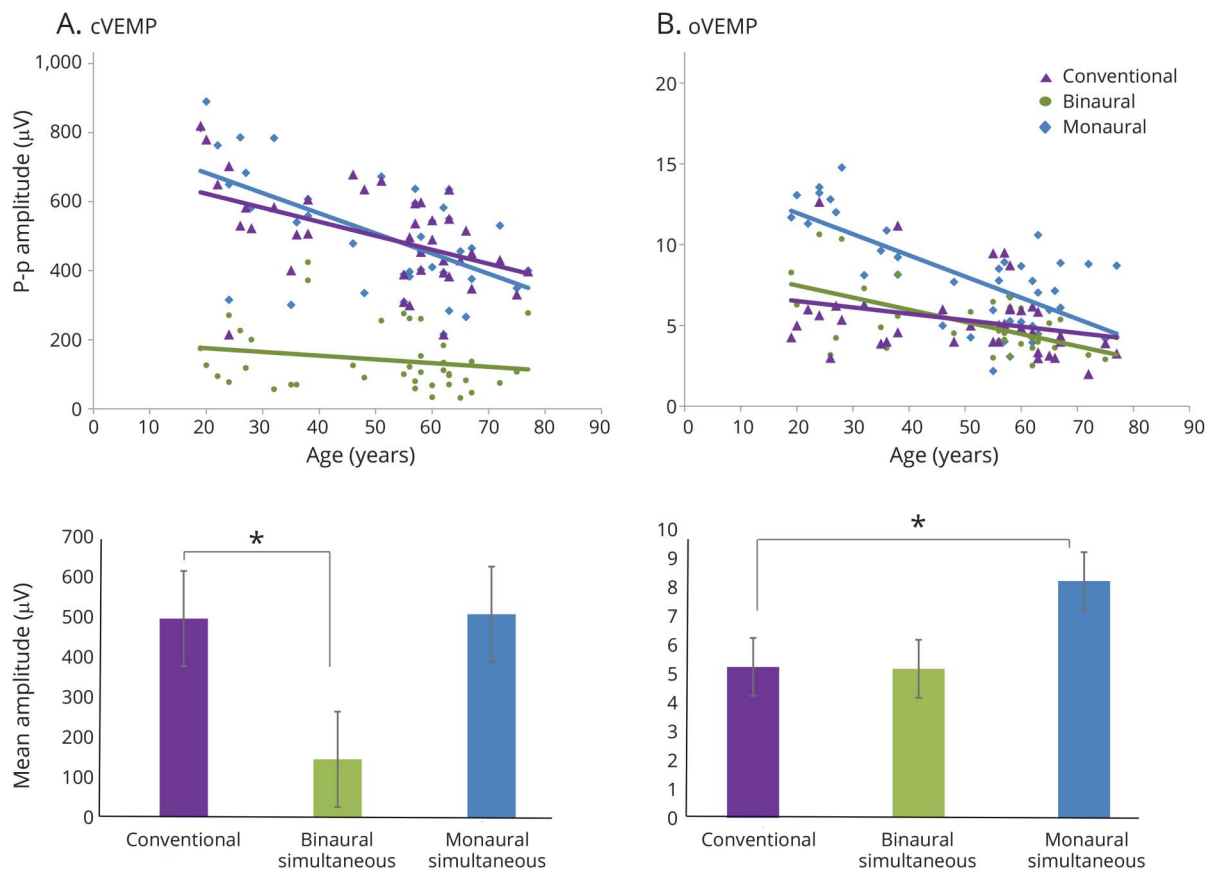 A. cVEMP
P-p amplitude (µV)
1,000
800
600
400
200
0
0 10 20 30 40 50 60 70 80 90
Age (years)
B. oVEMP
20
15
10
5
0
0 10 20 30 40 50 60 70 80 90
Age (years)
Conventional
Binaural
Monaural
Mean amplitude (µV)
700
600
500
400
300
200
100
0
*
Conventional
Binaural
simultaneous
Monaural
simultaneous
10
9
8
7
6
5
4
3
2
1
0
*
Conventional
Binaural
simultaneous
Monaural
simultaneous